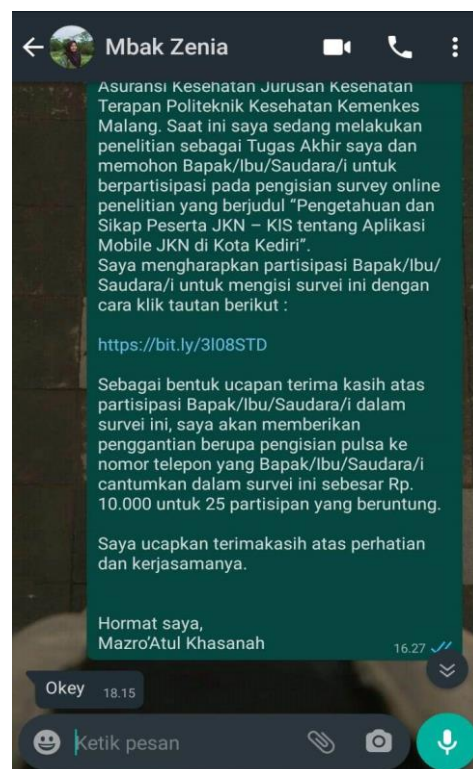 Mbak Zenia
Asuransi Kesehatan Jurusan Kesehatan
Terapan Politeknik Kesehatan Kemenkes
Malang. Saat ini saya sedang melakukan
penelitian sebagai Tugas Akhir saya dan
memohon Bapak/Ibu/Saudara/i untuk
berpartisipasi pada pengisian survey online
penelitian yang berjudul “Pengetahuan dan
Sikap Peserta JKN – KIS tentang Aplikasi
Mobile JKN di Kota Kediri”.
Saya mengharapkan partisipasi Bapak/Ibu/
Saudara/i untuk mengisi survei ini dengan
cara klik tautan berikut :
https://bit.ly/3l08STD
Sebagai bentuk ucapan terima kasih atas
partisipasi Bapak/Ibu/Saudara/i dalam
survei ini, saya akan memberikan
penggantian berupa pengisian pulsa ke
nomor telepon yang Bapak/Ibu/Saudara/i
cantumkan dalam survei ini sebesar Rp.
10.000 untuk 25 partisipan yang beruntung.
Saya ucapkan terimakasih atas perhatian
dan kerjasamanya.
Hormat saya,
Mazro’Atul Khasanah
16.27
Okey 18.15
Ketik pesan